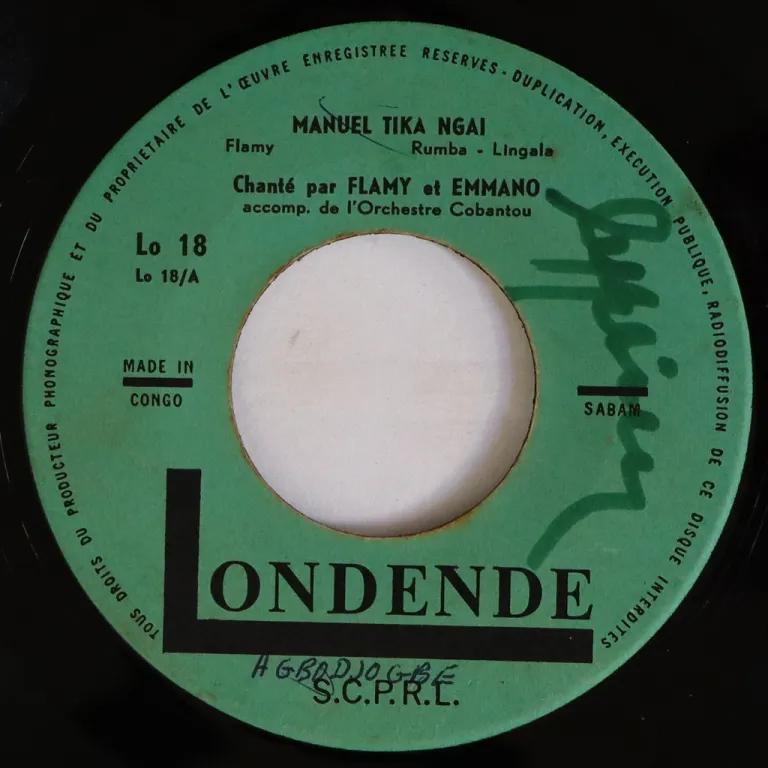 TOUS DROITS DU PRODUCTEUR PHONOGRAPHIQUE ET DU PROPRIETAIRE DE L'ŒUVRE ENREGISTREE RESERVES - DUPLICATION, EXECUTION PUBLIQUE, RADIODIFFUSION DE CE DISQUE INTERDITES
MANUEL TIKA NGAI
Flamy Rumba - Lingala
Chanté par FLAMY et EMMANO
accomp. de l'Orchestre Cobantou
Lo 18
Lo 18/A
MADE IN
CONGO
SABAM
LONDENDE
AGBADJOGBE
S.C.P.R.L.